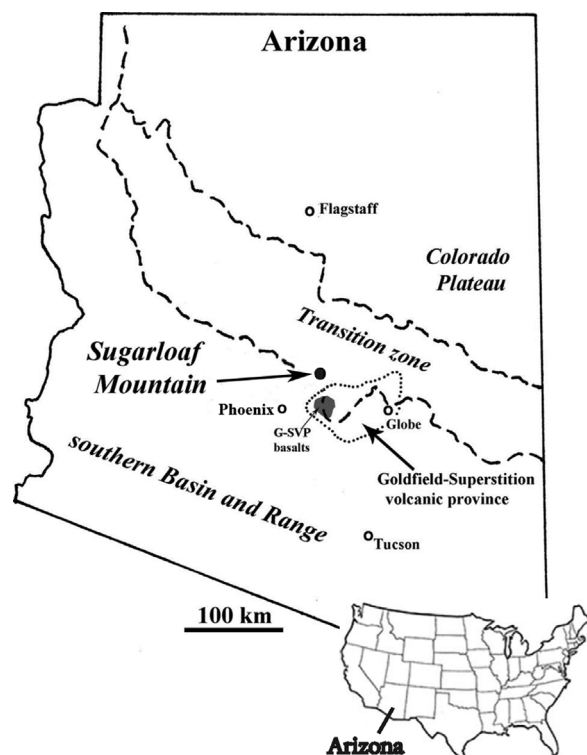 Arizona
Flagstaff
Colorado
Plateau
Transition zone
Sugarloaf
Mountain
Phoenix
G-SVP
basalts
Globe
Goldfield-Superstition
volcanic province
southern Basin and Range
Tucson
100 km
Arizona